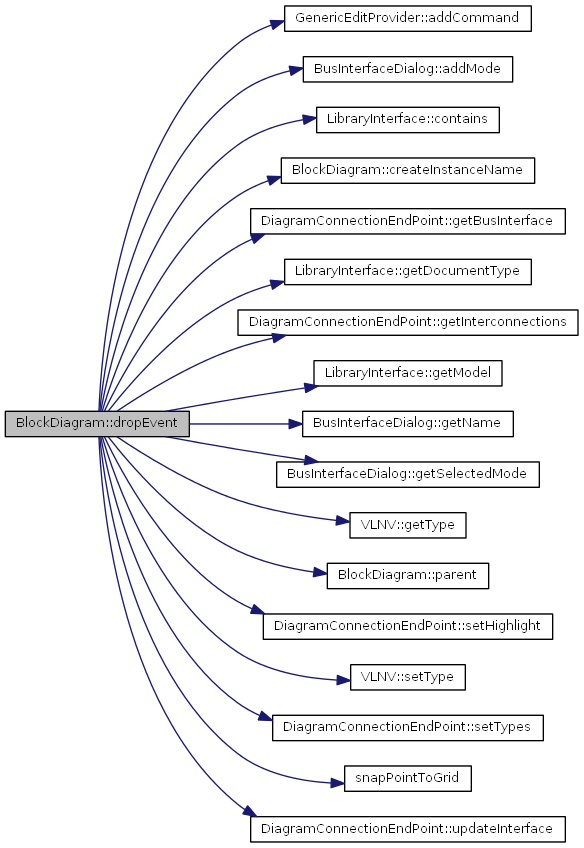 GenericEditProvider::addCommand
BusInterfaceDialog::addMode
LibraryInterface::contains
BlockDiagram::createInstanceName
DiagramConnectionEndPoint::getBusInterface
LibraryInterface::getDocumentType
DiagramConnectionEndPoint::getInterconnections
LibraryInterface::getModel
BlockDiagram::dropEvent
BusInterfaceDialog::getName
BusInterfaceDialog::getSelectedMode
VLNV::getType
BlockDiagram::parent
DiagramConnectionEndPoint::setHighlight
VLNV::setType
DiagramConnectionEndPoint::setTypes
snapPointToGrid
DiagramConnectionEndPoint::updateInterface